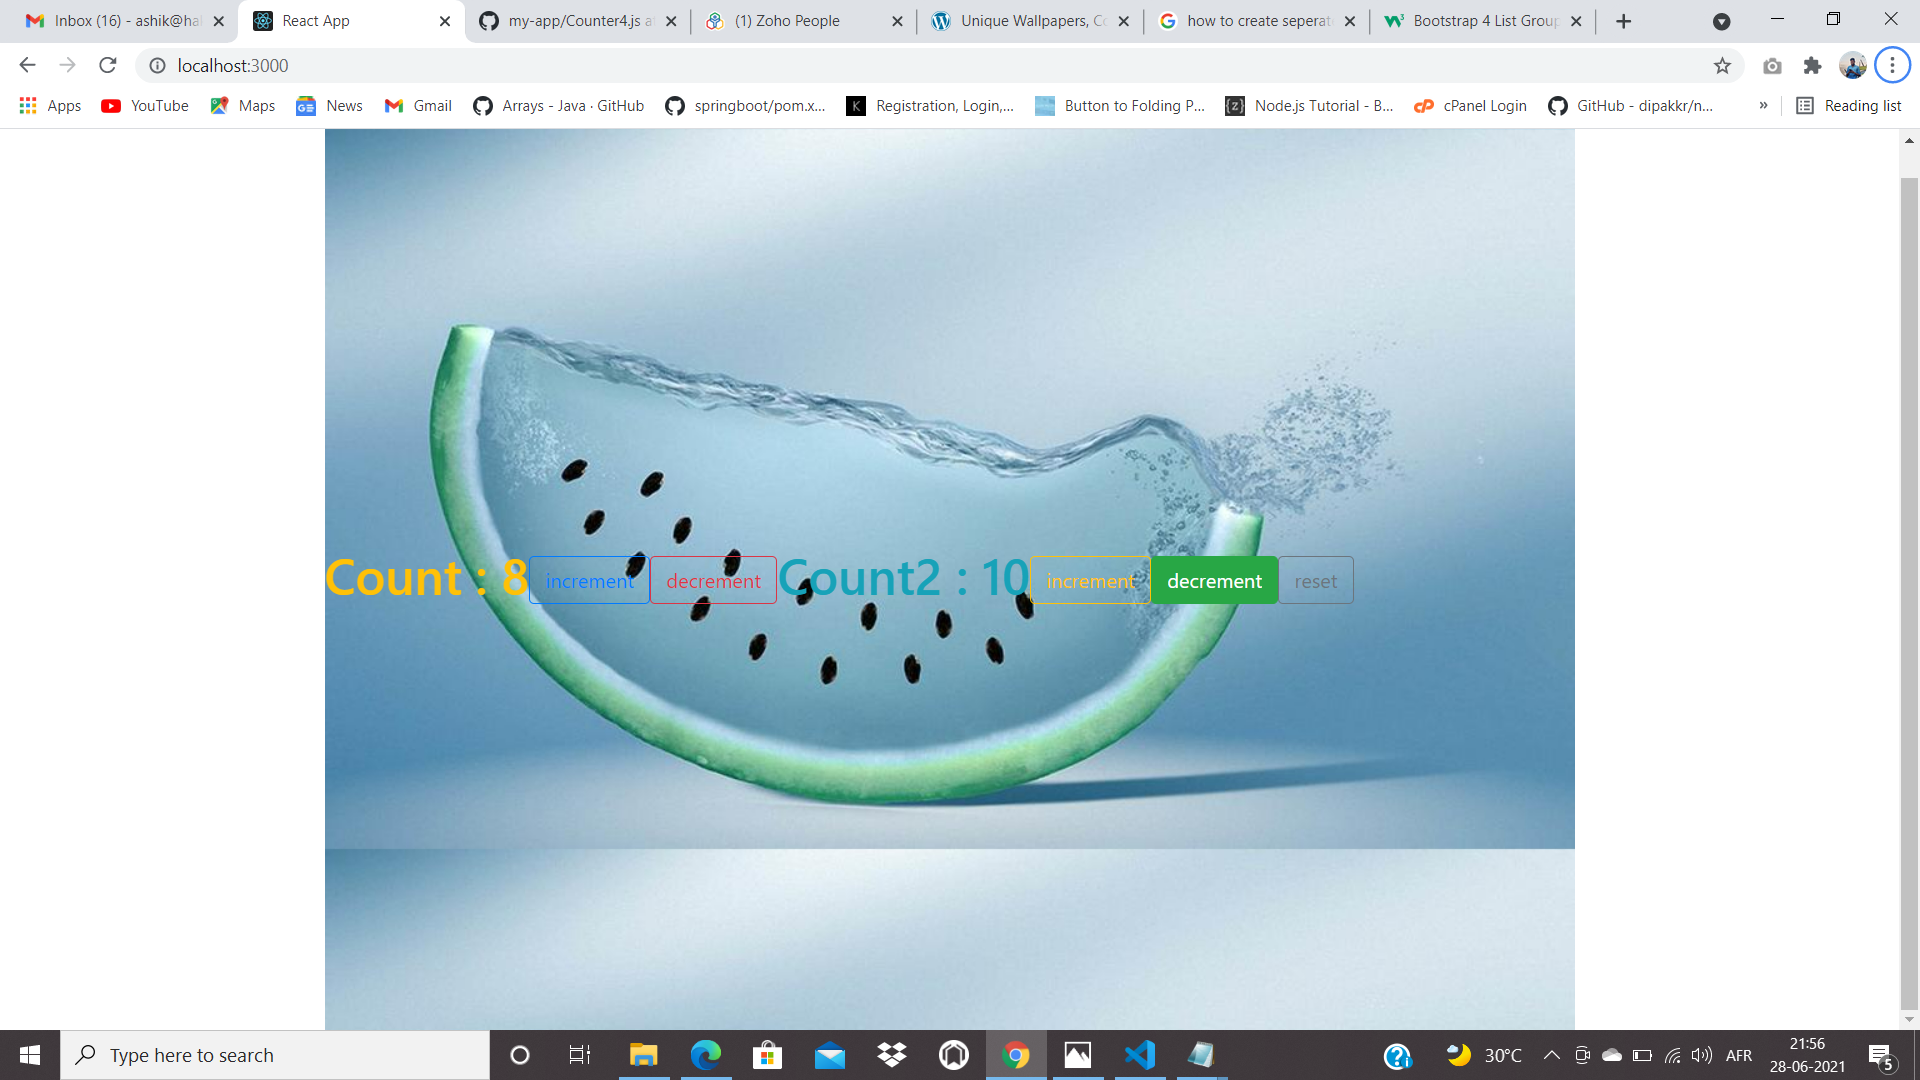 Inbox (16) - ashik@ha
React App
my-app/Counter4.js a
(1) Zoho People
Unique Wallpapers, C
how to create seperat
Bootstrap 4 List Group
localhost:3000
Apps
YouTube
Maps
News
Gmail
Arrays - Java · GitHub
springboot/pom.x...
Registration, Login,...
Button to Folding P...
Node.js Tutorial - B...
cPanel Login
GitHub - dipakkr/n...
»
Reading list
Count : 8 increment decrement Count2 : 10 increment decrement reset
Type here to search
30°C
AFR
21:56
28-06-2021
5